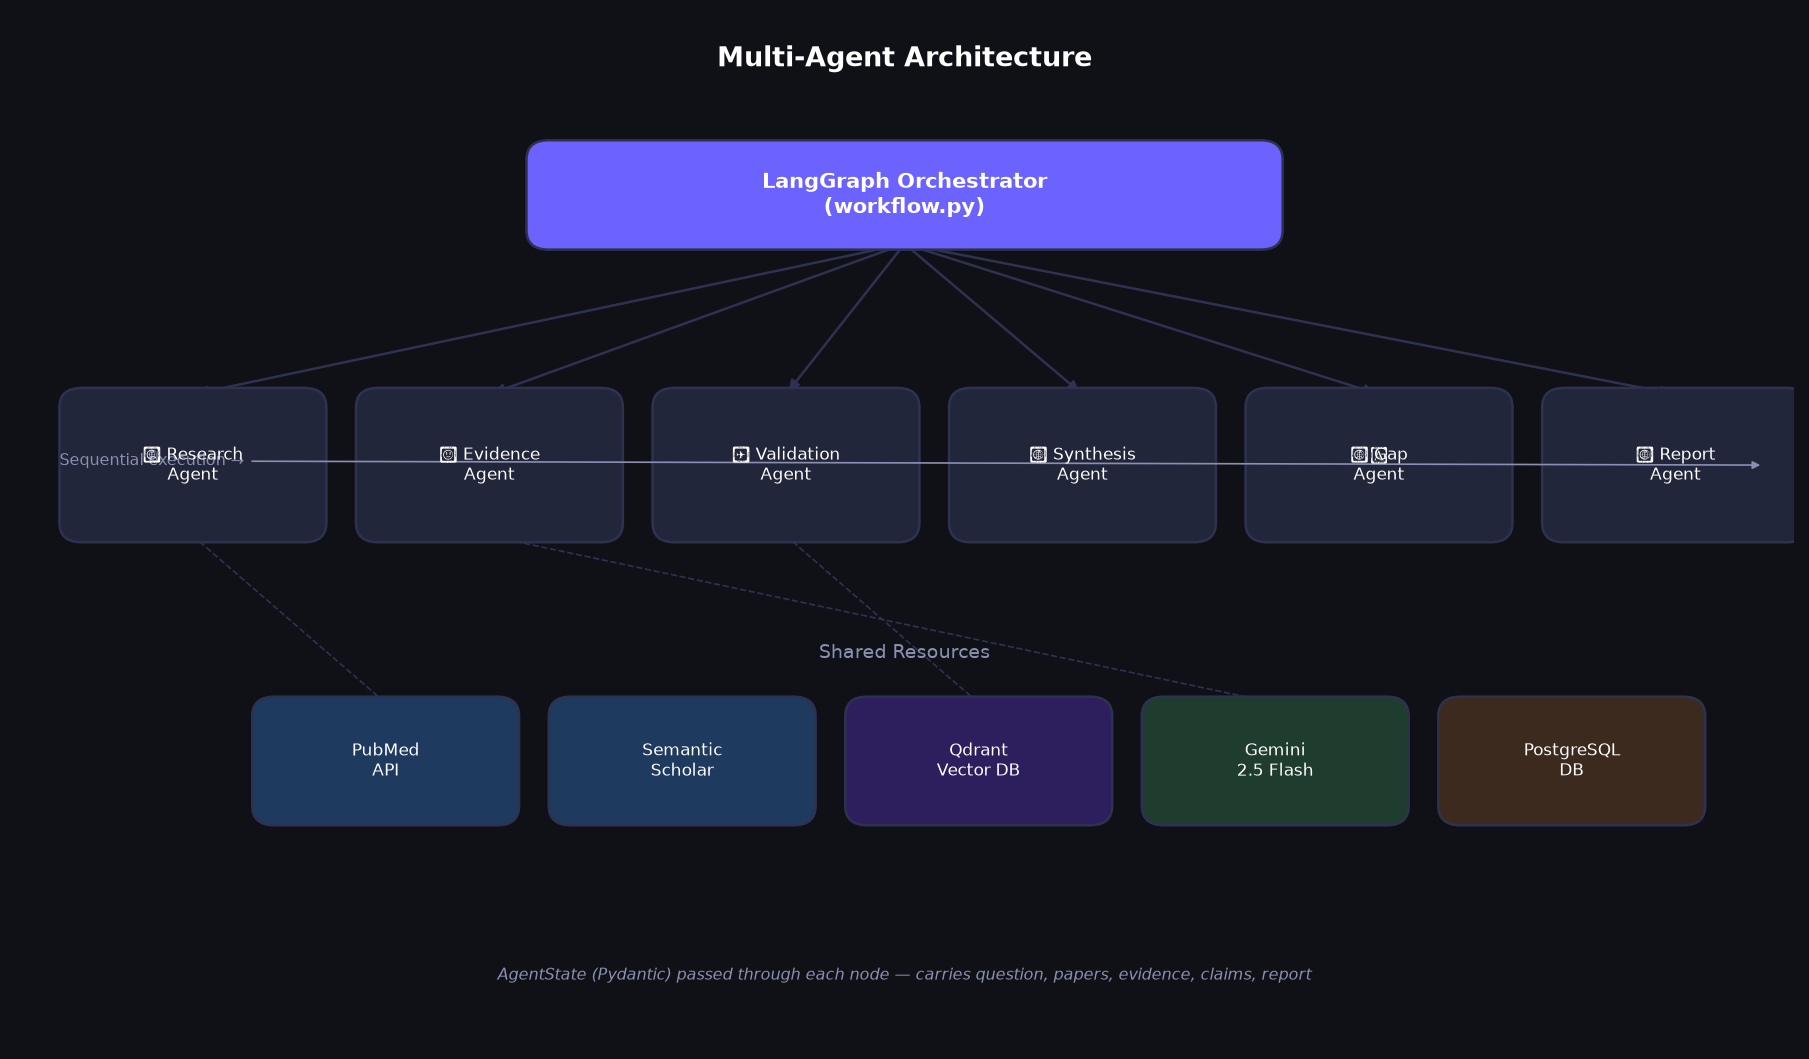 Multi-Agent Architecture
LangGraph Orchestrator
(workflow.py)
Sequential execution →
Research
Agent
Evidence
Agent
Validation
Agent
Synthesis
Agent
Gap
Agent
Report
Agent
Shared Resources
PubMed
API
Semantic
Scholar
Qdrant
Vector DB
Gemini
2.5 Flash
PostgreSQL
DB
AgentState (Pydantic) passed through each node — carries question, papers, evidence, claims, report